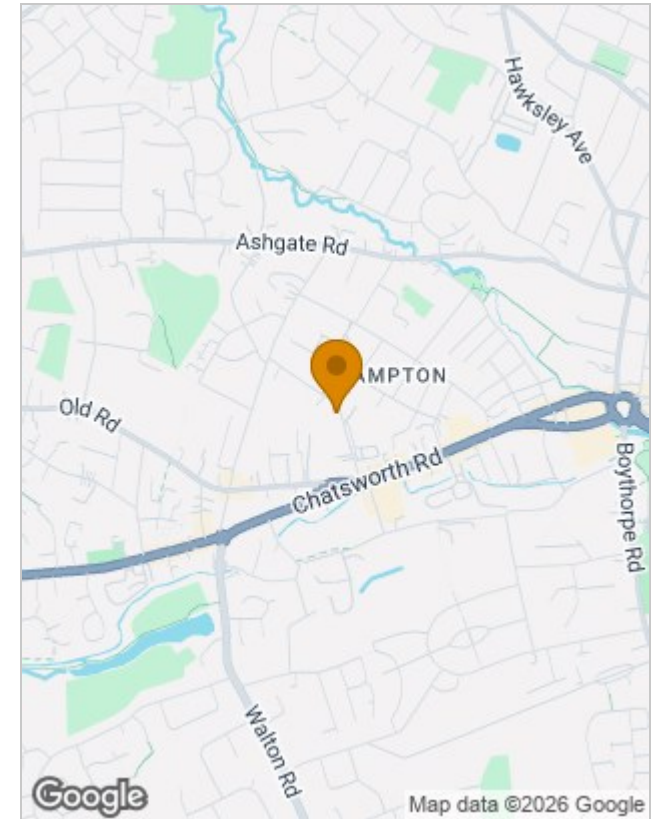 Hawksley Ave
Ashgate Rd
AMPTON
Old Rd
Chatsworth Rd
Boythorpe Rd
Walton Rd
Google
Map data ©2026 Google